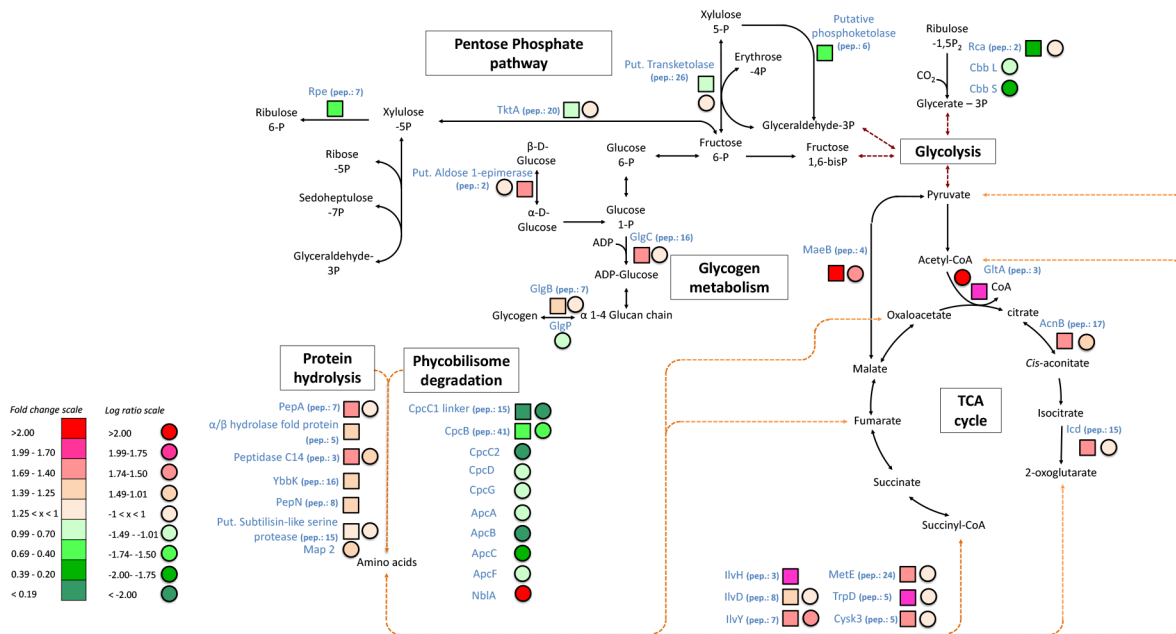 Pentose Phosphate
pathway
Xylulose
5-P
Putative
phosphoketolase
(pep.: 6)
Ribulose
-1,5P2
Rca (pep.: 2)
Cbb L
Cbb S
CO2
Glycerate – 3P
Put. Transketolase
(pep.: 26)
Erythrose
-4P
Rpe (pep.: 7)
Ribulose
6-P
Xylulose
-5P
TktA (pep.: 20)
Glyceraldehyde-3P
Fructose
6-P
Fructose
1,6-bisP
Glycolysis
Ribose
-5P
Sedoheptulose
-7P
Glyceraldehyde-
3P
β-D-
Glucose
Put. Aldose 1-epimerase
(pep.: 2)
α-D-
Glucose
Glucose
6-P
Glucose
1-P
ADP
GlgC (pep.: 16)
ADP-Glucose
Glycogen
metabolism
GlgB (pep.: 7)
Glycogen
α 1-4 Glucan chain
GlgP
Pyruvate
MaeB (pep.: 4)
Acetyl-CoA
GltA (pep.: 3)
CoA
Oxaloacetate
citrate
AcnB (pep.: 17)
Cis-aconitate
Malate
TCA
cycle
Isocitrate
Fumarate
Icd (pep.: 15)
2-oxoglutarate
Succinate
Succinyl-CoA
Protein
hydrolysis
Phycobilisome
degradation
PepA (pep.: 7)
α/β hydrolase fold protein
(pep.: 5)
Peptidase C14 (pep.: 3)
YbbK (pep.: 16)
PepN (pep.: 8)
Put. Subtilisin-like serine
protease (pep.: 15)
Map 2
Amino acids
CpcC1 linker (pep.: 15)
CpcB (pep.: 41)
CpcC2
CpcD
CpcG
ApcA
ApcB
ApcC
ApcF
NblA
IlvH (pep.: 3)
IlvD (pep.: 8)
IlvY (pep.: 7)
MetE (pep.: 24)
TrpD (pep.: 5)
Cysk3 (pep.: 5)
Fold change scale
>2.00
1.99 - 1.70
1.69 - 1.40
1.39 - 1.25
1.25 < x < 1
0.99 - 0.70
0.69 - 0.40
0.39 - 0.20
< 0.19
Log ratio scale
>2.00
1.99-1.75
1.74-1.50
1.49-1.01
-1 < x < 1
-1.49 - -1.01
-1.74- -1.50
-2.00- -1.75
< -2.00